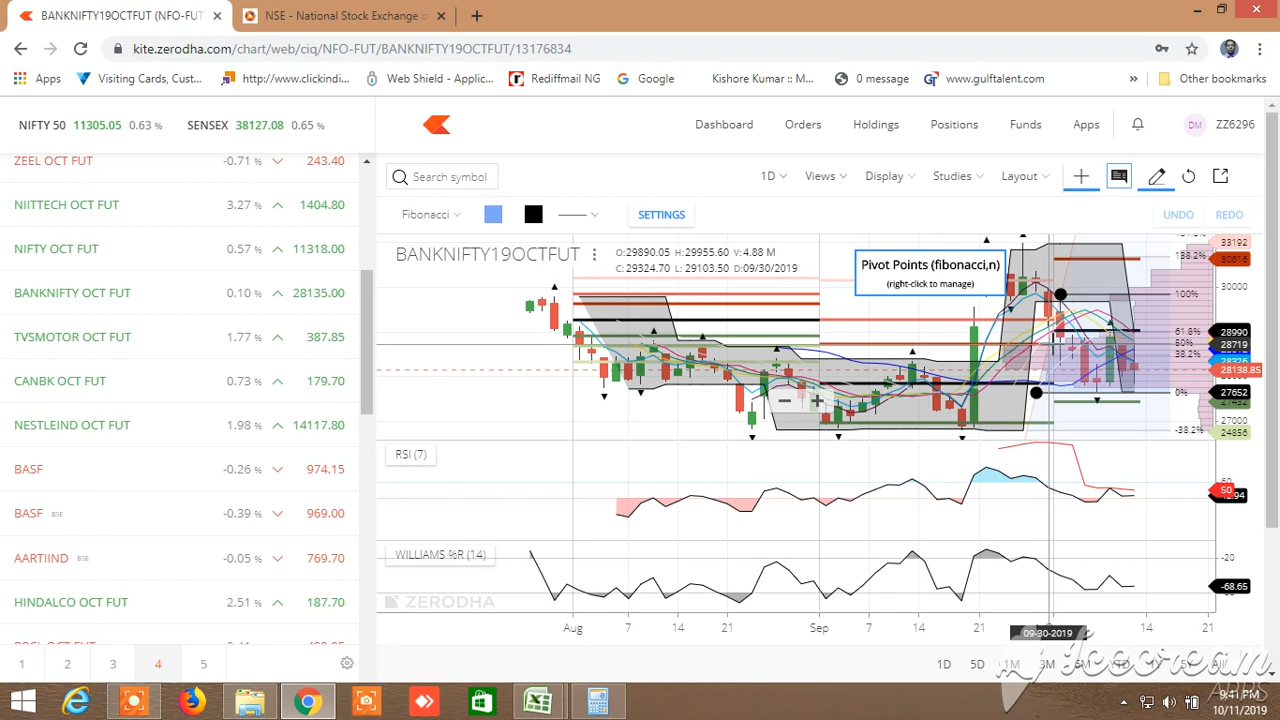 BANKNIFTY19OCTFUT (NFO-FUT
NSE - National Stock Exchange o
kite.zerodha.com/chart/web/ciq/NFO-FUT/BANKNIFTY19OCTFUT/13176834
Apps
Visiting Cards, Cust...
http://www.clickindi...
Web Shield - Applic...
Rediffmail NG
Google
Kishore Kumar :: M...
0 message
www.gulftalent.com
»
Other bookmarks
NIFTY 50 11305.05 0.63 %
SENSEX 38127.08 0.65 %
Dashboard
Orders
Holdings
Positions
Funds
Apps
DM
ZZ6296
ZEEL OCT FUT -0.71 % 243.40
NIITTECH OCT FUT 3.27 % 1404.80
NIFTY OCT FUT 0.57 % 11318.00
BANKNIFTY OCT FUT 0.10 % 28135.00
TVSMOTOR OCT FUT 1.77 % 387.85
CANBK OCT FUT 0.73 % 179.70
NESTLEIND OCT FUT 1.98 % 14117.80
BASF -0.26 % 974.15
BASF BSE -0.39 % 969.00
AARTIIND BSE -0.05 % 769.70
HINDALCO OCT FUT 2.51 % 187.70
1 2 3 4 5
Search symbol
1D
Views
Display
Studies
Layout
Fibonacci
SETTINGS
UNDO
REDO
BANKNIFTY19OCTFUT
O:29890.05 H:29955.60 V:4.88 M
C:29324.70 L:29103.50 D:09/30/2019
Pivot Points (fibonacci,n)
(right-click to manage)
33192
138.2%
30616
30000
100%
61.8%
28990
50%
28719
38.2%
28326
28138.85
0%
27652
27432
27000
-38.2%
24856
RSI (7)
50
WILLIAMS %R (14)
-20
-68.65
ZERODHA
Aug 7 14 21 Sep 7 14 21
09-30-2019
14 21
1D 5D 1M 3M 6M YTD 1Y 5Y All
Icecream
APPS
9:41 PM
10/11/2019